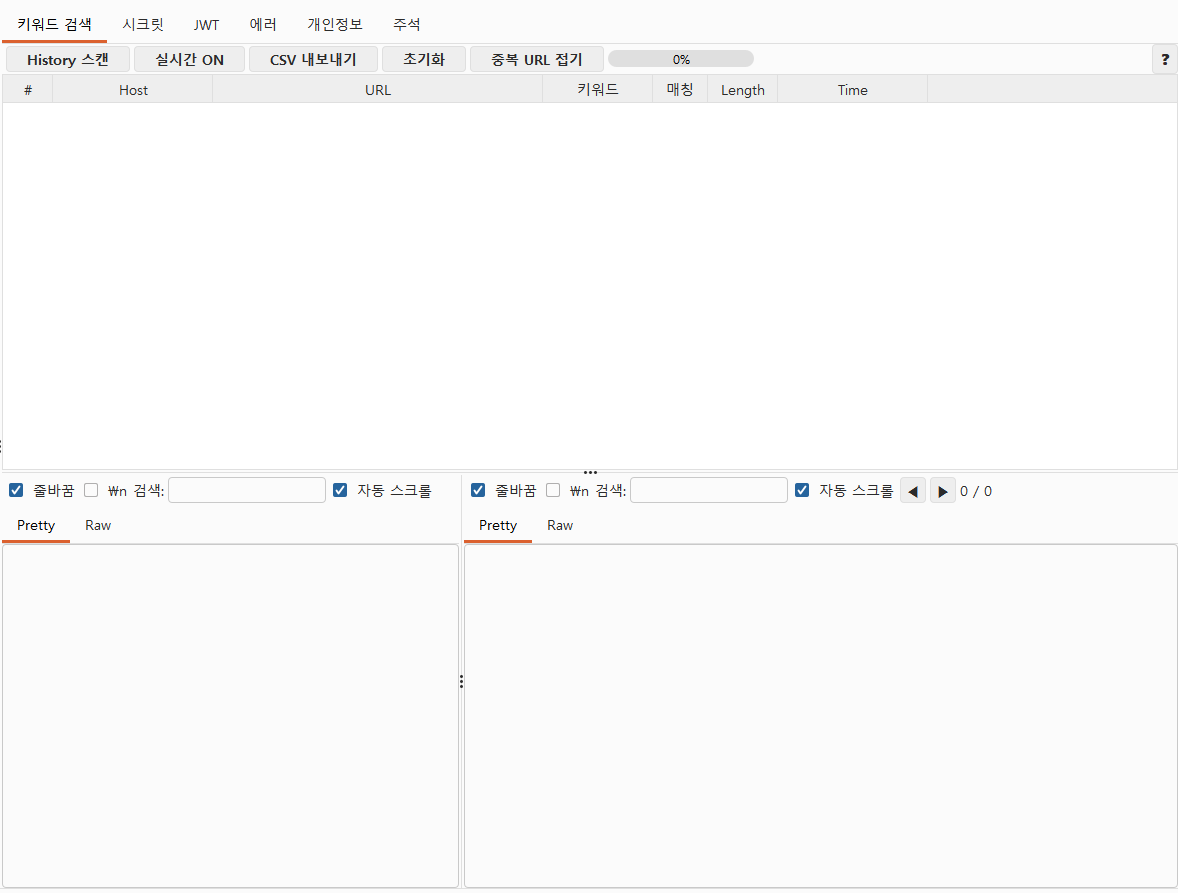 키워드 검색 시크릿 JWT 에러 개인정보 주석
History 스캔 실시간 ON CSV 내보내기 초기화 중복 URL 접기 0% ?
# Host URL 키워드 매칭 Length Time
줄바꿈 ₩n 검색: 자동 스크롤 줄바꿈 ₩n 검색: 자동 스크롤 ◀ ▶ 0 / 0
Pretty Raw Pretty Raw